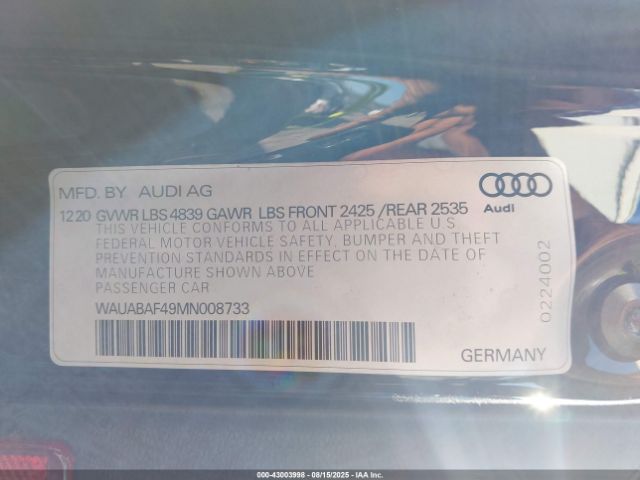 MFD. BY AUDI AG
Audi
12 20 GVWR LBS 4839 GAWR LBS FRONT 2425 /REAR 2535
THIS VEHICLE CONFORMS TO ALL APPLICABLE U.S
FEDERAL MOTOR VEHICLE SAFETY, BUMPER AND THEFT
PREVENTION STANDARDS IN EFFECT ON THE DATE OF
MANUFACTURE SHOWN ABOVE
PASSENGER CAR
WAUABAF49MN008733
GERMANY
0224002
000-43003998 - 08/15/2025 - IAA Inc.